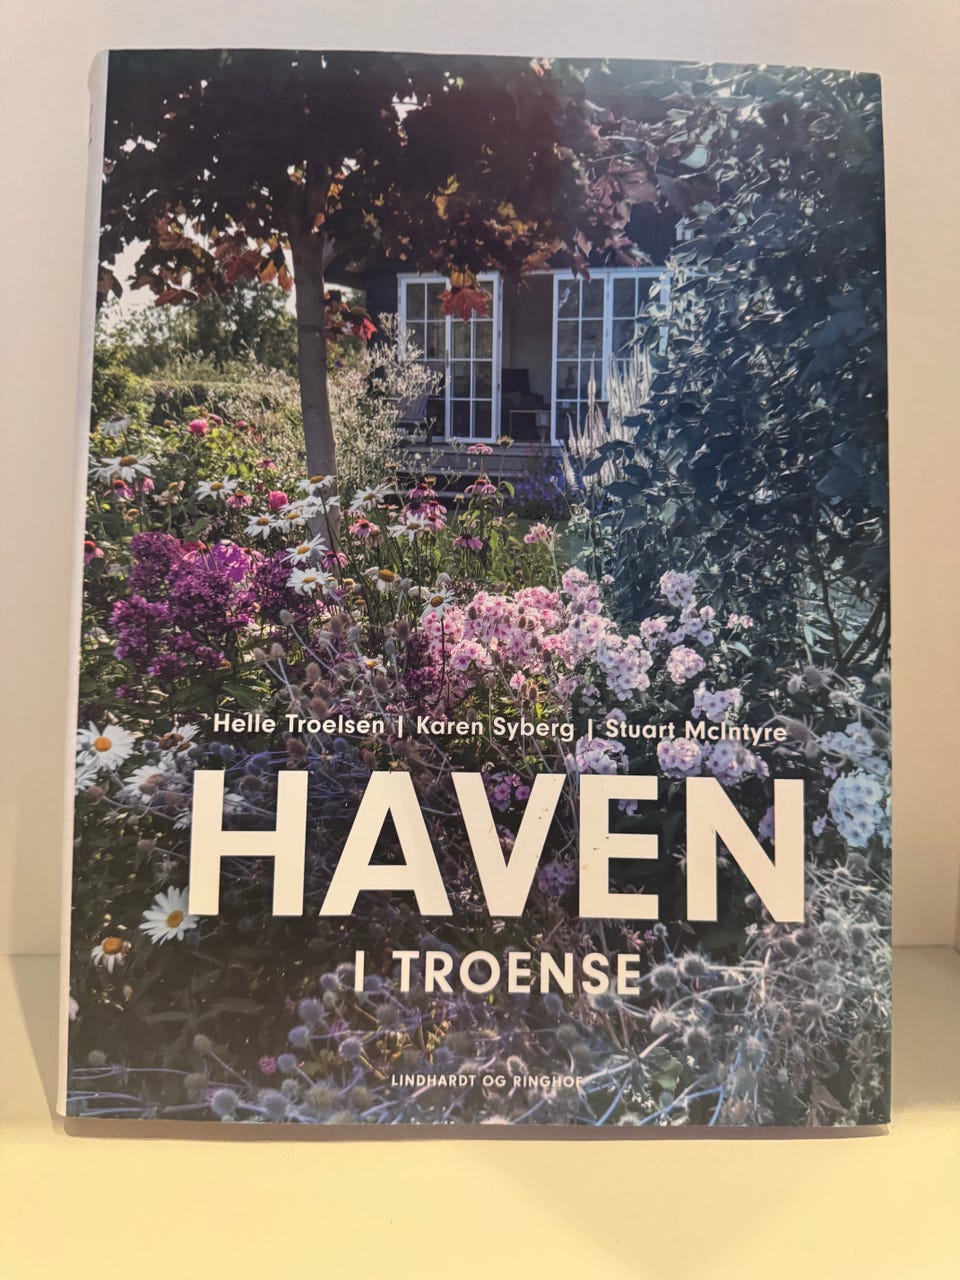 Helle Troelsen | Karen Syberg | Stuart McIntyre
HAVEN
I TROENSE
LINDHARDT OG RINGHOF